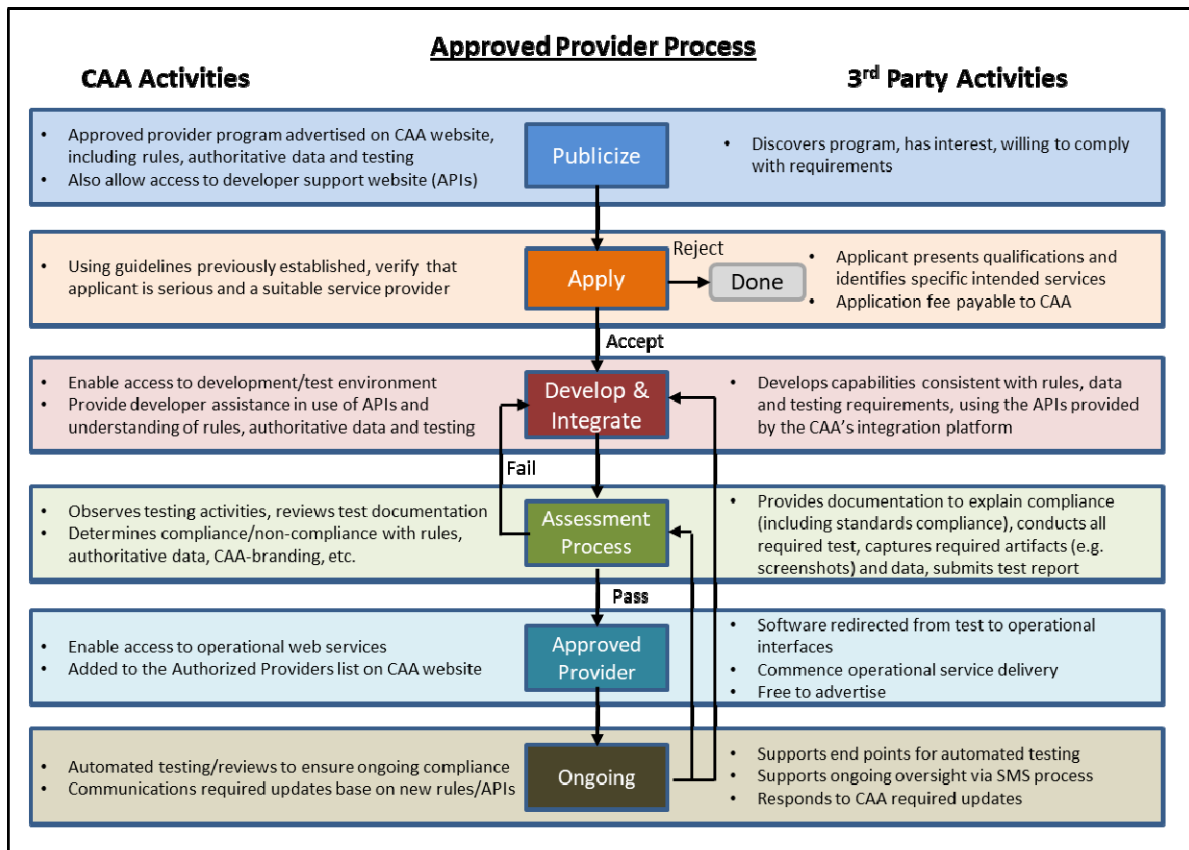 Approved Provider Process
CAA Activities
3rd Party Activities
• Approved provider program advertised on CAA website,
including rules, authoritative data and testing
• Also allow access to developer support website (APIs)
Publicize
• Discovers program, has interest, willing to comply
with requirements
• Using guidelines previously established, verify that
applicant is serious and a suitable service provider
Apply
Reject
Done
• Applicant presents qualifications and
identifies specific intended services
• Application fee payable to CAA
Accept
• Enable access to development/test environment
• Provide developer assistance in use of APIs and
understanding of rules, authoritative data and testing
Develop &
Integrate
• Develops capabilities consistent with rules, data
and testing requirements, using the APIs provided
by the CAA's integration platform
Fail
• Observes testing activities, reviews test documentation
• Determines compliance/non-compliance with rules,
authoritative data, CAA-branding, etc.
Assessment
Process
• Provides documentation to explain compliance
(including standards compliance), conducts all
required test, captures required artifacts (e.g.
screenshots) and data, submits test report
Pass
• Enable access to operational web services
• Added to the Authorized Providers list on CAA website
Approved
Provider
• Software redirected from test to operational
interfaces
• Commence operational service delivery
• Free to advertise
• Automated testing/reviews to ensure ongoing compliance
• Communications required updates base on new rules/APIs
Ongoing
• Supports end points for automated testing
• Supports ongoing oversight via SMS process
• Responds to CAA required updates